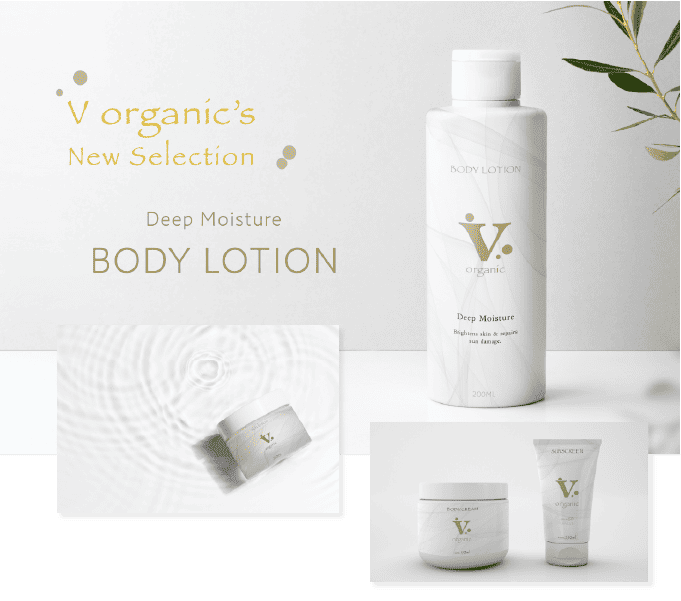 V organic's
New Selection
Deep Moisture
BODY LOTION
BODY LOTION
V.
organic
Deep Moisture
Brightens skin & repairs
sun damage.
200ML
V.
organic
BODY CREAM
V.
organic
SUNSCREEN
V.
organic